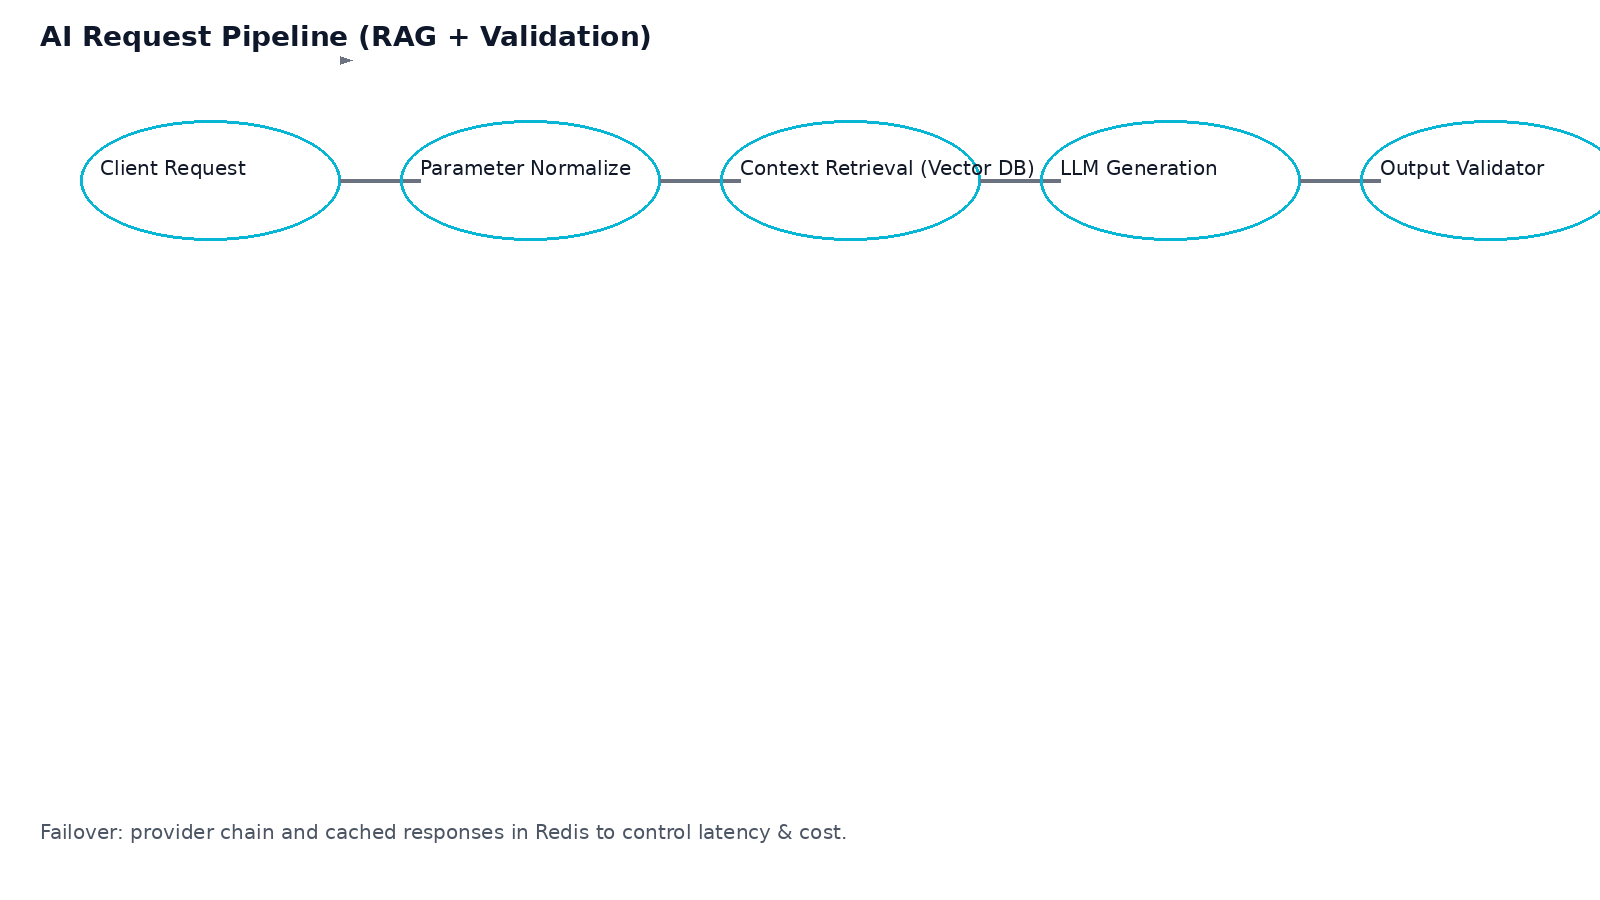 AI Request Pipeline (RAG + Validation)
Client Request
Parameter Normalize
Context Retrieval (Vector DB)
LLM Generation
Output Validator
Failover: provider chain and cached responses in Redis to control latency & cost.